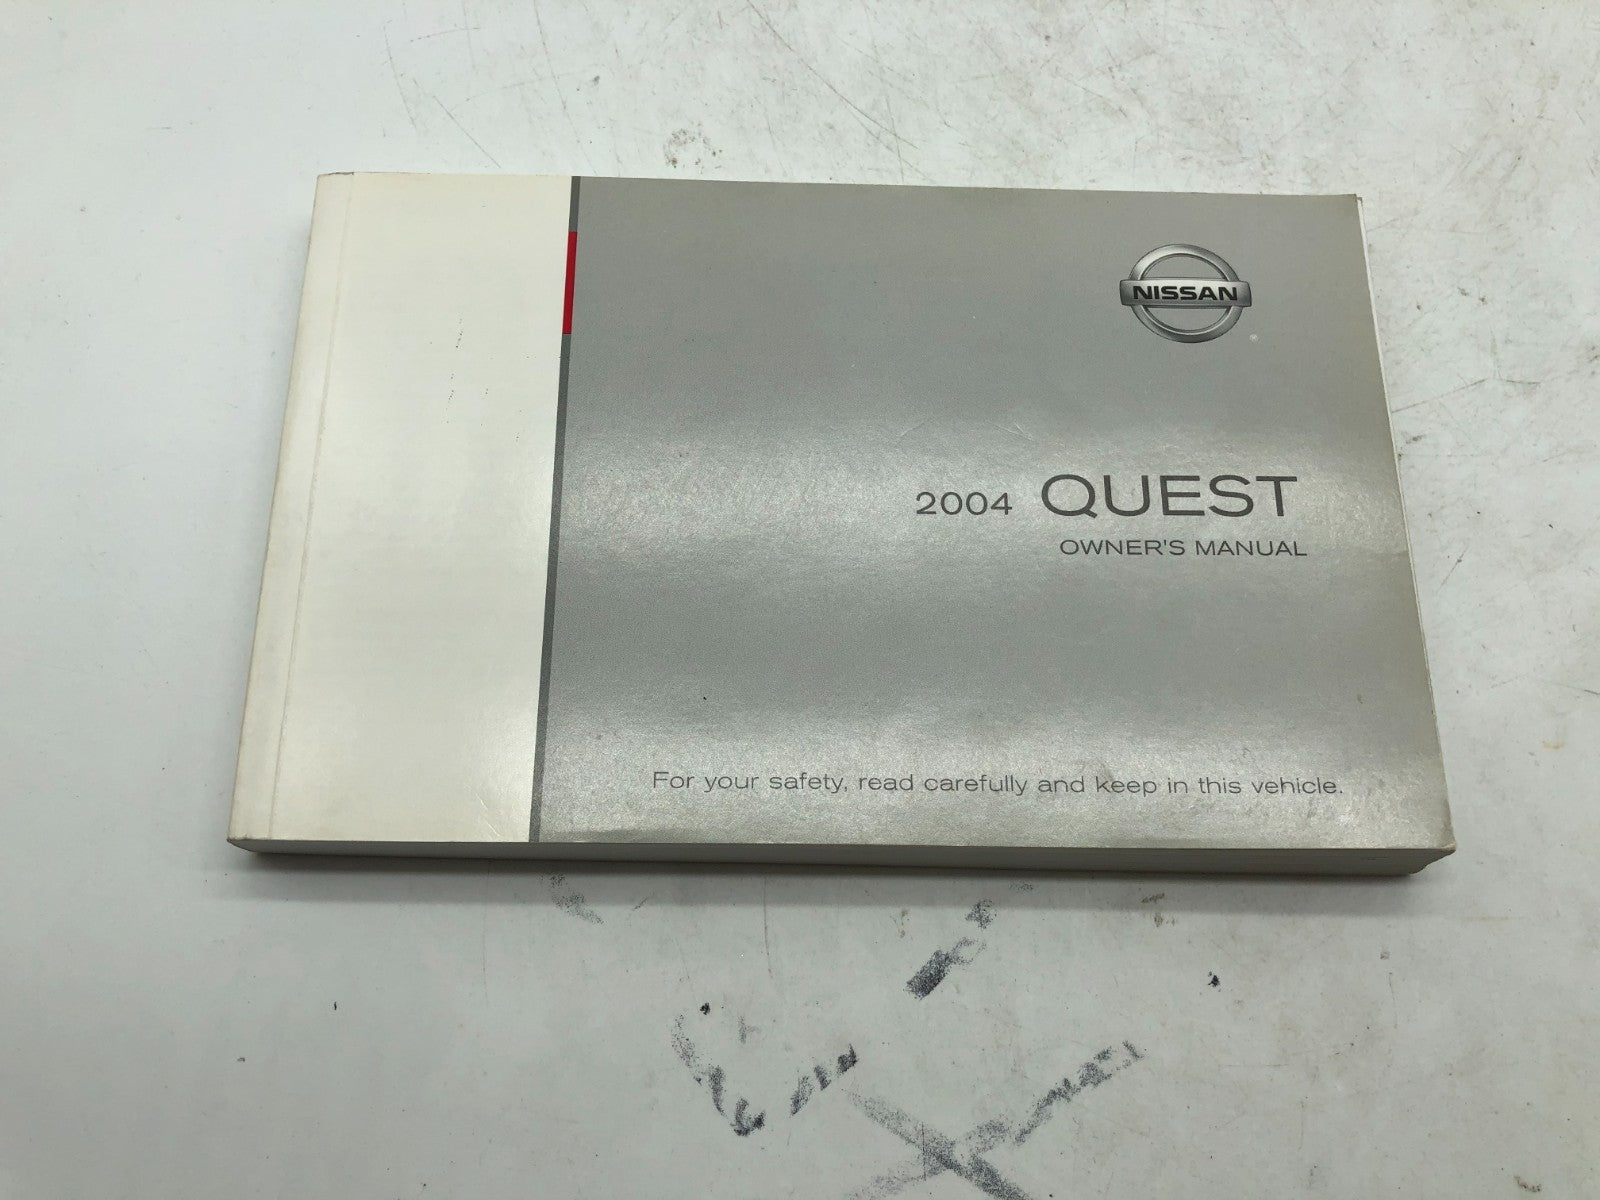 NISSAN
2004 QUEST
OWNER'S MANUAL
For your safety, read carefully and keep in this vehicle.